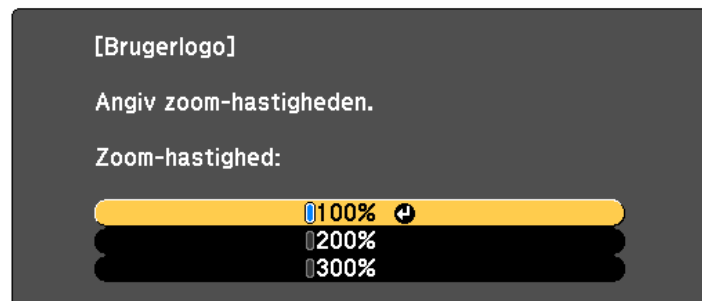 [Brugerlogo]
Angiv zoom-hastigheden.
Zoom-hastighed:
100%
200%
300%